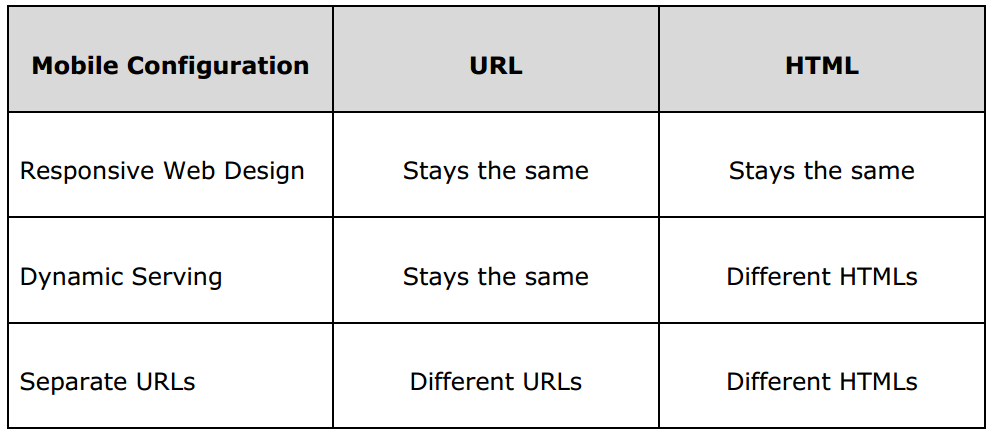 Mobile Configuration URL HTML
Responsive Web Design Stays the same Stays the same
Dynamic Serving Stays the same Different HTMLs
Separate URLs Different URLs Different HTMLs